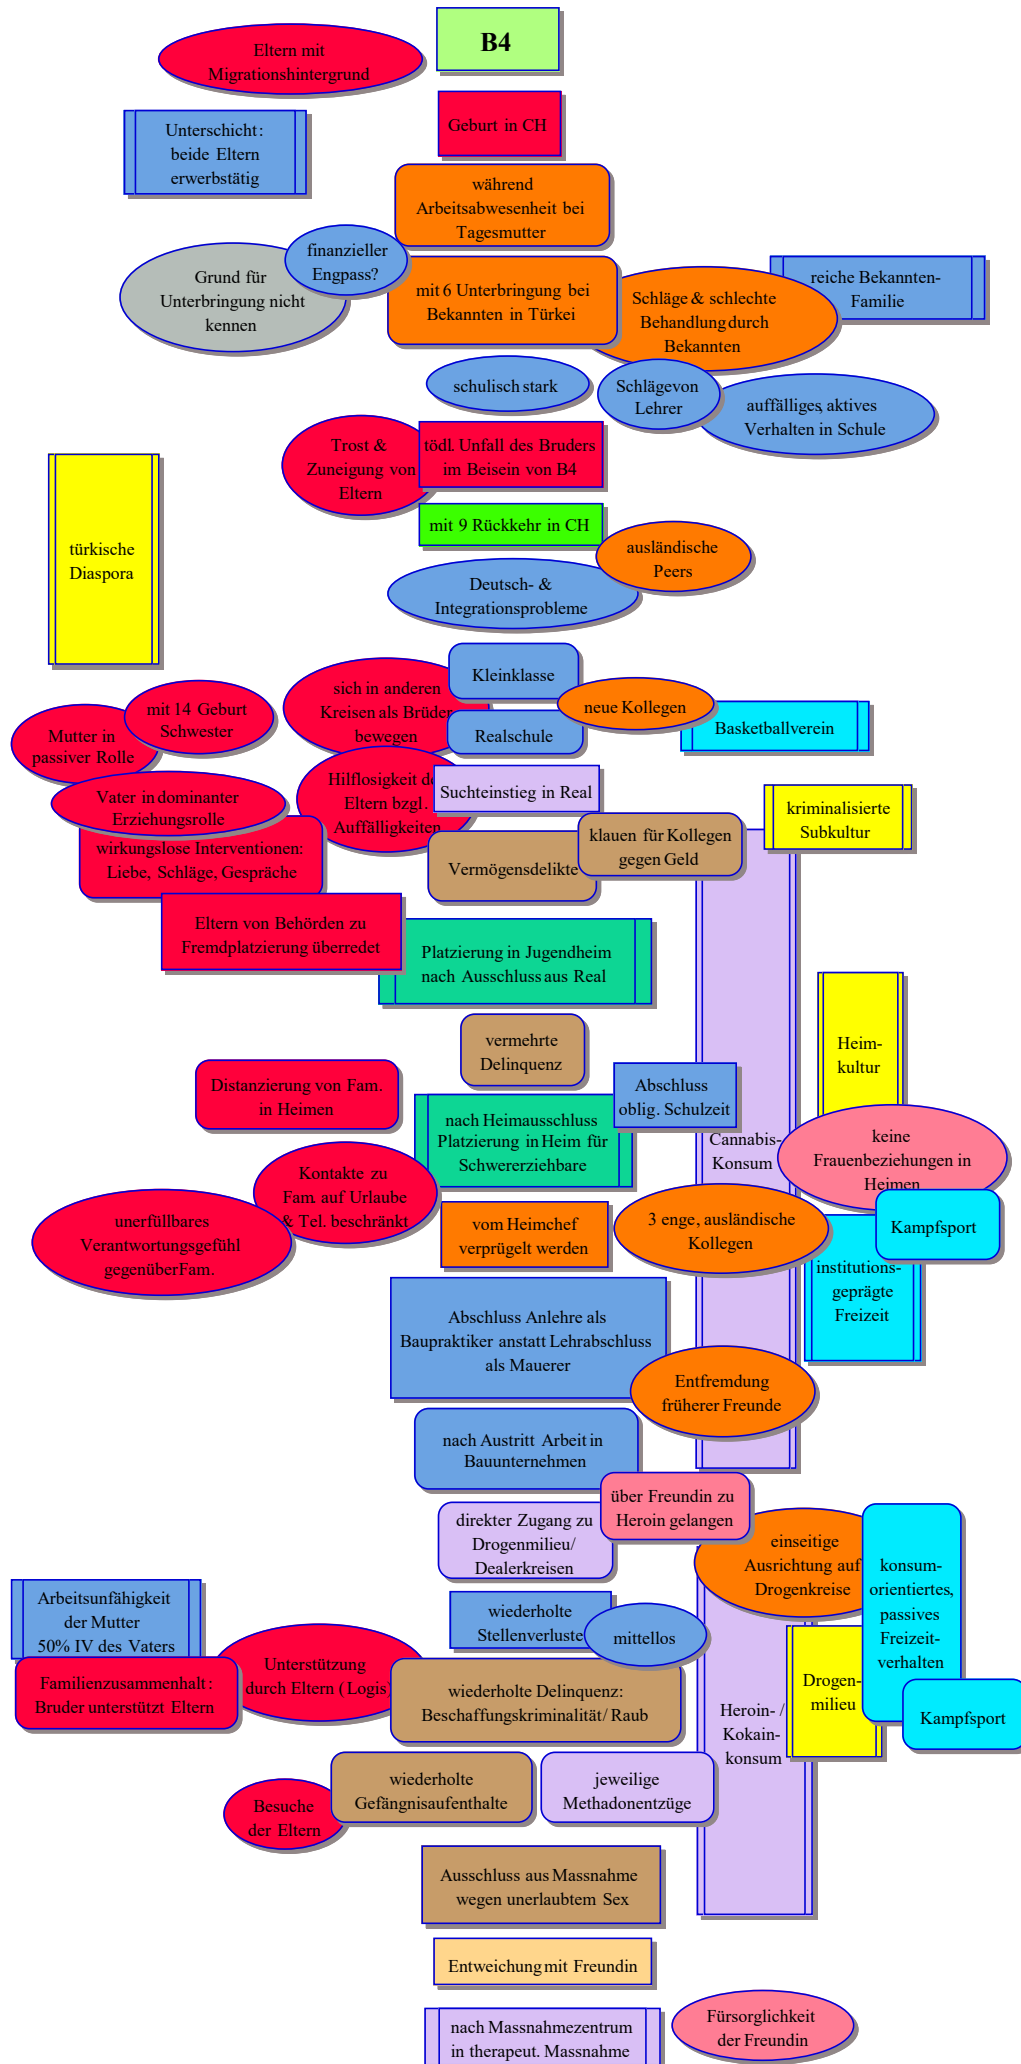 B4
Eltern mit
Migrationshintergrund
Geburt in CH
Unterschicht:
beide Eltern
erwerbstätig
während
Arbeitsabwesenheit bei
Tagesmutter
finanzieller
Engpass?
Grund für
Unterbringung nicht
kennen
mit 6 Unterbringung bei
Bekannten in Türkei
Schläge & schlechte
Behandlung durch
Bekannten
reiche Bekannten-
Familie
schulisch stark
Schläge von
Lehrer
auffälliges, aktives
Verhalten in Schule
Trost &
Zuneigung von
Eltern
tödl. Unfall des Bruders
im Beisein von B4
türkische
Diaspora
mit 9 Rückkehr in CH
ausländische
Peers
Deutsch- &
Integrationsprobleme
Kleinklasse
sich in anderen
Kreisen als Brüder
bewegen
mit 14 Geburt
Schwester
Mutter in
passiver Rolle
neue Kollegen
Realschule
Basketballverein
Hilflosigkeit der
Eltern bzgl.
Auffälligkeiten
Suchteinstieg in Real
Vater in dominanter
Erziehungsrolle
kriminalisierte
Subkultur
klauen für Kollegen
gegen Geld
wirkungslose Interventionen:
Liebe, Schläge, Gespräche
Vermögensdelikte
Eltern von Behörden zu
Fremdplatzierung überredet
Platzierung in Jugendheim
nach Ausschluss aus Real
vermehrte
Delinquenz
Heim-
kultur
Distanzierung von Fam.
in Heimen
Abschluss
oblig. Schulzeit
nach Heimausschluss
Platzierung in Heim für
Schwererziehbare
Cannabis-
Konsum
keine
Frauenbeziehungen in
Heimen
Kontakte zu
Fam. auf Urlaube
& Tel. beschränkt
unerfüllbares
Verantwortungsgefühl
gegenüber Fam.
vom Heimchef
verprügelt werden
3 enge, ausländische
Kollegen
Kampfsport
institutions-
geprägte
Freizeit
Abschluss Anlehre als
Baupraktiker anstatt Lehrabschluss
als Mauerer
Entfremdung
früherer Freunde
nach Austritt Arbeit in
Bauunternehmen
über Freundin zu
Heroin gelangen
direkter Zugang zu
Drogenmilieu/
Dealerkreisen
einseitige
Ausrichtung auf
Drogenkreise
konsum-
orientiertes,
passives
Freizeit-
verhalten
Arbeitsunfähigkeit
der Mutter
50% IV des Vaters
wiederholte
Stellenverluste
mittellos
Familienzusammenhalt:
Bruder unterstützt Eltern
Unterstützung
durch Eltern (Logis)
wiederholte Delinquenz:
Beschaffungskriminalität/ Raub
Heroin- /
Kokain-
konsum
Drogen-
milieu
Kampfsport
Besuche
der Eltern
wiederholte
Gefängnisaufenthalte
jeweilige
Methadonentzüge
Ausschluss aus Massnahme
wegen unerlaubtem Sex
Entweichung mit Freundin
Fürsorglichkeit
der Freundin
nach Massnahmezentrum
in therapeut. Massnahme